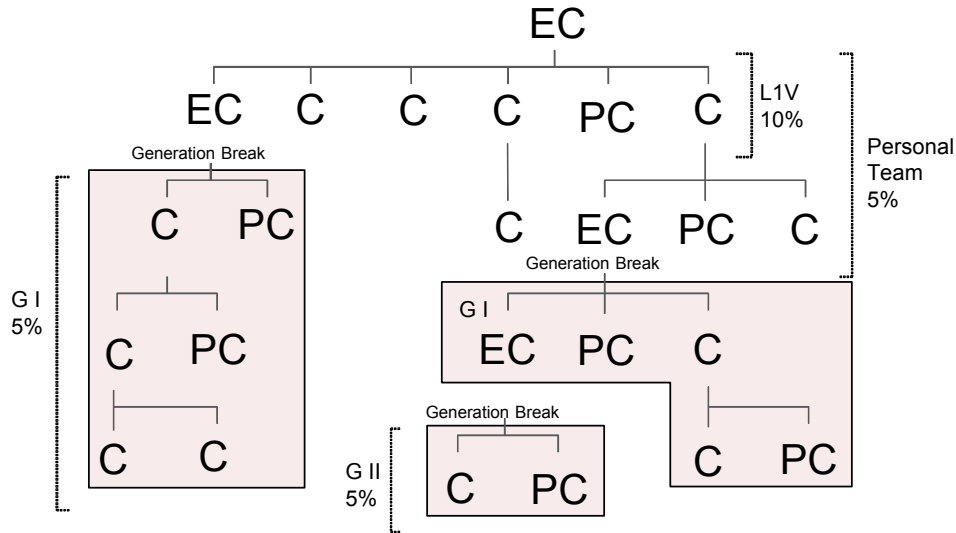 EC
EC C C C PC C
L1V
10%
Personal
Team
5%
Generation Break
C PC
C EC PC C
Generation Break
G I
5%
G I
C PC
EC PC C
Generation Break
C C
C PC
G II
5%
C PC